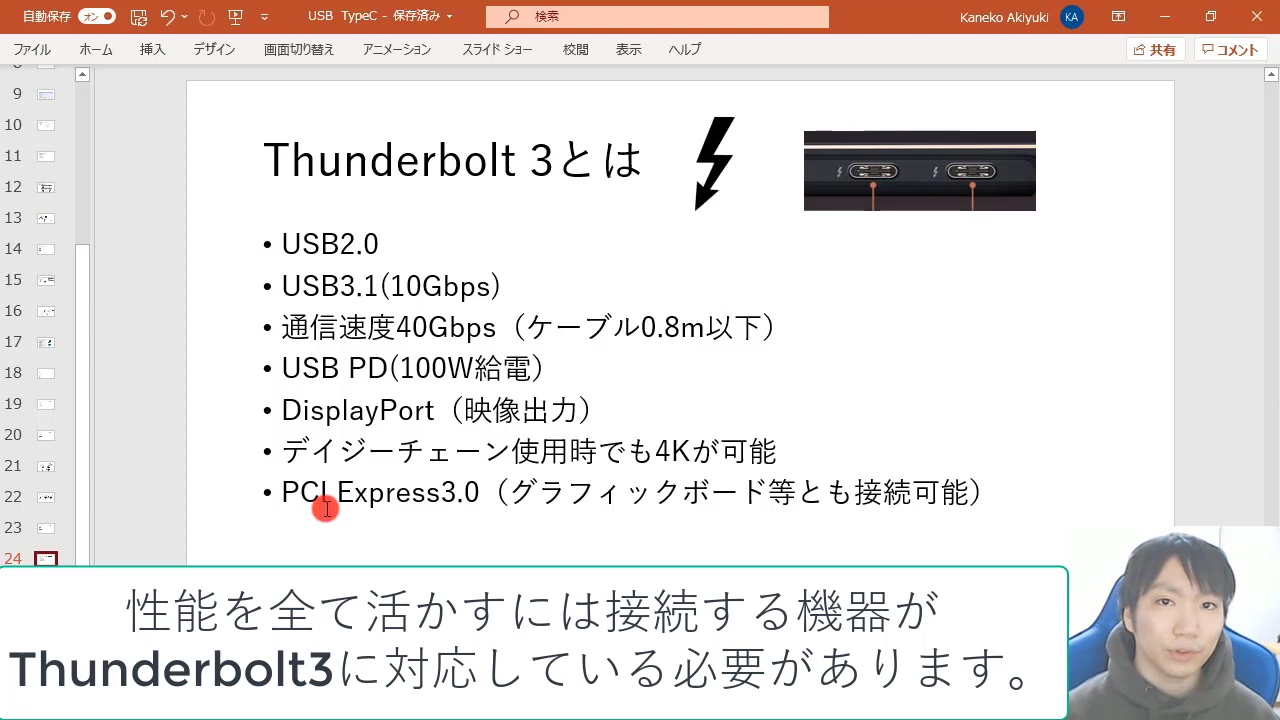 自動保存 オン USB TypeC - 保存済み 検索 Kaneko Akiyuki KA
ファイル ホーム 挿入 デザイン 画面切り替え アニメーション スライド ショー 校閲 表示 ヘルプ 共有 コメント
9
10
11
12
13
14
15
16
17
18
19
20
21
22
23
24
Thunderbolt 3とは
• USB2.0
• USB3.1(10Gbps)
• 通信速度40Gbps（ケーブル0.8m以下）
• USB PD(100W給電）
• DisplayPort（映像出力）
• デイジーチェーン使用時でも4Kが可能
• PCI Express3.0（グラフィックボード等とも接続可能）
性能を全て活かすには接続する機器が
Thunderbolt3に対応している必要があります。